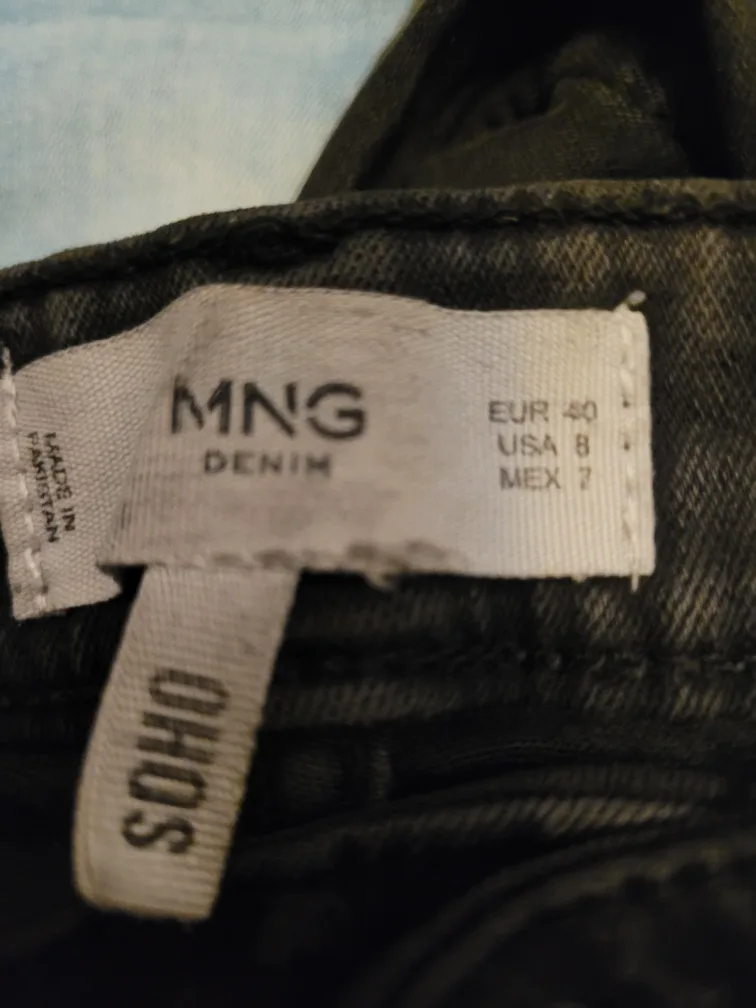 MNG
DENIM
EUR 40
USA 8
MEX 7
MADE IN
PAKISTAN
SOHO